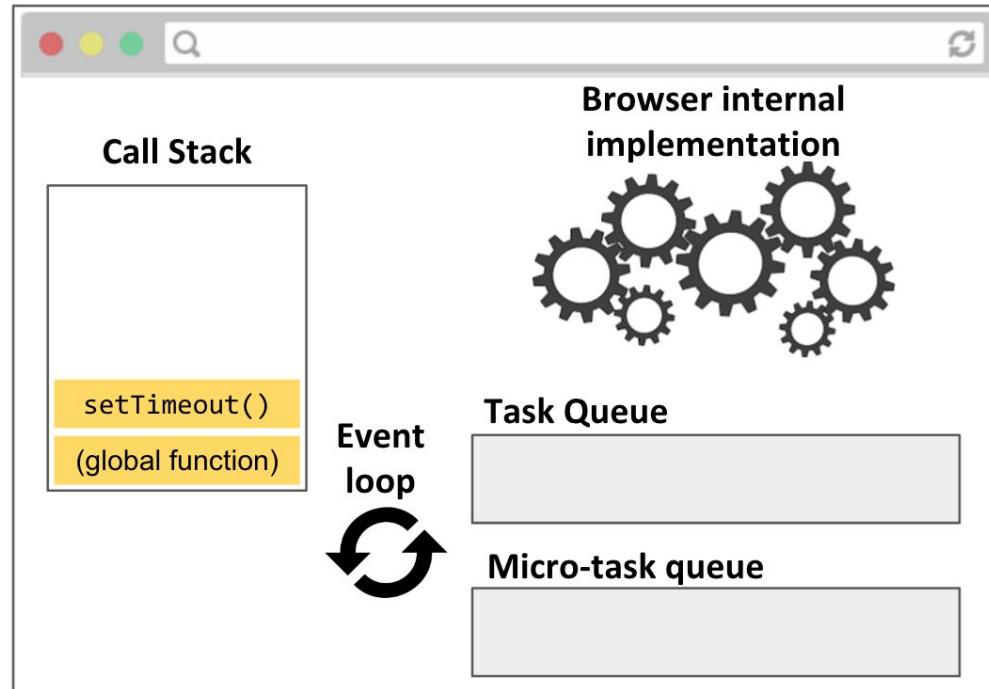 Browser internal
implementation
Call Stack
setTimeout()
(global function)
Event
loop
Task Queue
Micro-task queue